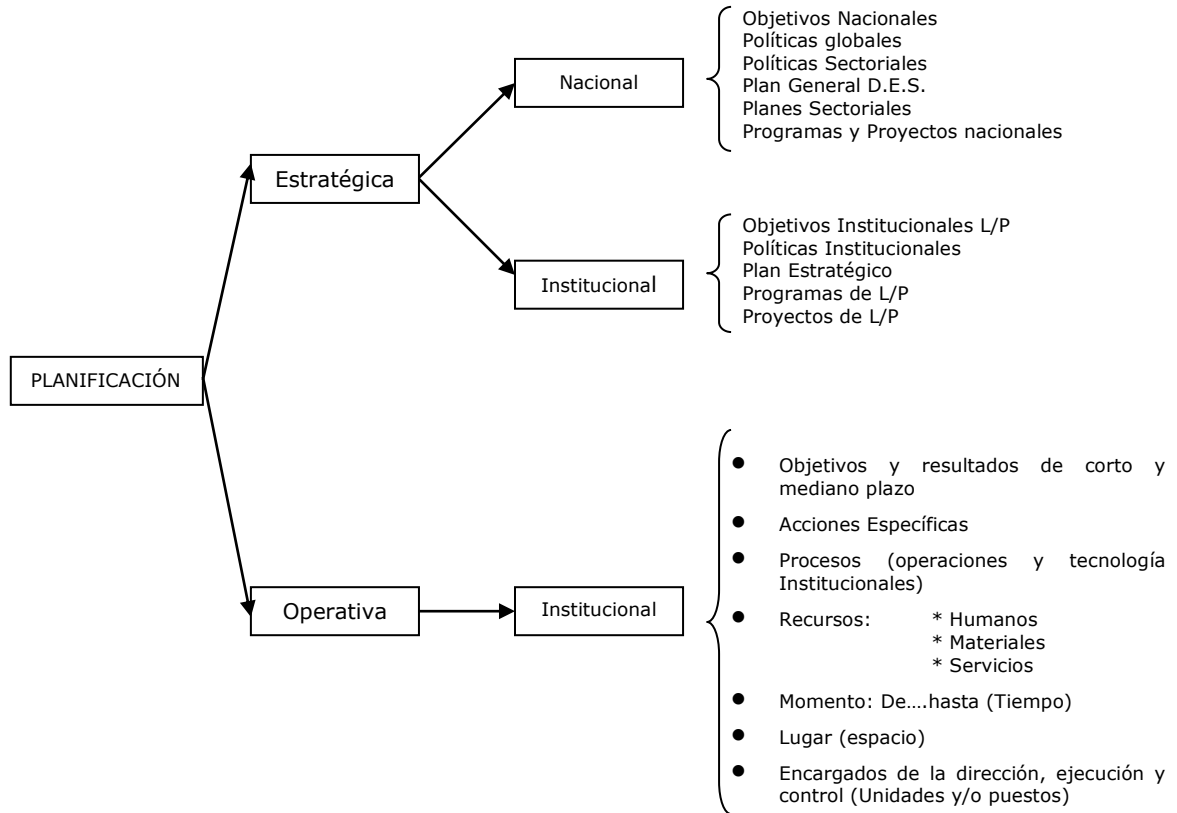 Objetivos Nacionales
Políticas globales
Políticas Sectoriales
Plan General D.E.S.
Planes Sectoriales
Programas y Proyectos nacionales
Nacional
Estratégica
Objetivos Institucionales L/P
Políticas Institucionales
Plan Estratégico
Programas de L/P
Proyectos de L/P
Institucional
PLANIFICACIÓN
Operativa
Institucional
● Objetivos y resultados de corto y
mediano plazo
● Acciones Específicas
● Procesos (operaciones y tecnología
Institucionales)
● Recursos: * Humanos
* Materiales
* Servicios
● Momento: De....hasta (Tiempo)
● Lugar (espacio)
● Encargados de la dirección, ejecución y
control (Unidades y/o puestos)